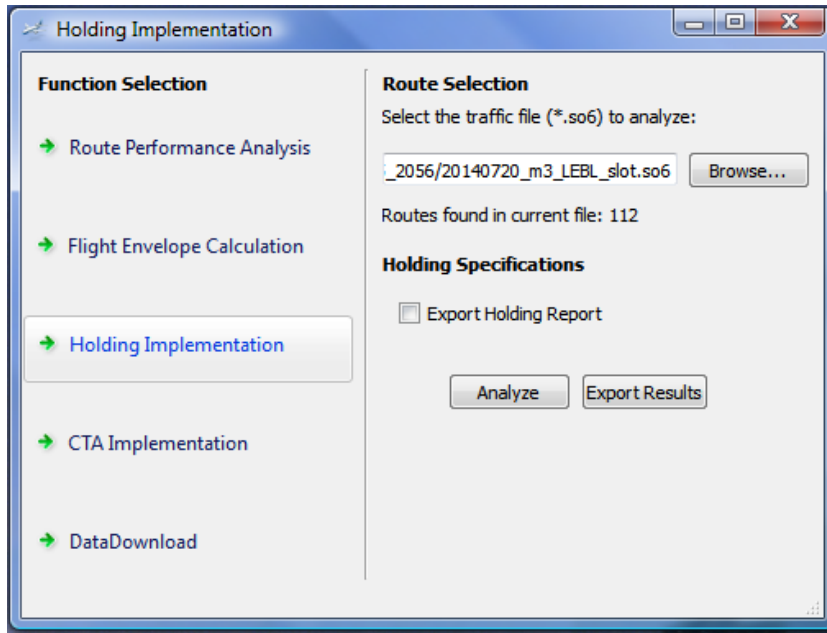 Holding Implementation
Function Selection
Route Performance Analysis
Flight Envelope Calculation
Holding Implementation
CTA Implementation
DataDownload
Route Selection
Select the traffic file (*.so6) to analyze:
_2056/20140720_m3_LEBL_slot.so6 Browse...
Routes found in current file: 112
Holding Specifications
Export Holding Report
Analyze Export Results